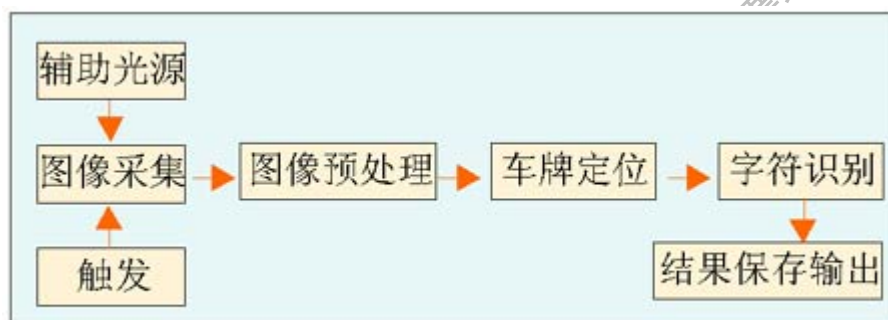 辅助光源
图像采集
图像预处理
车牌定位
字符识别
触发
结果保存输出